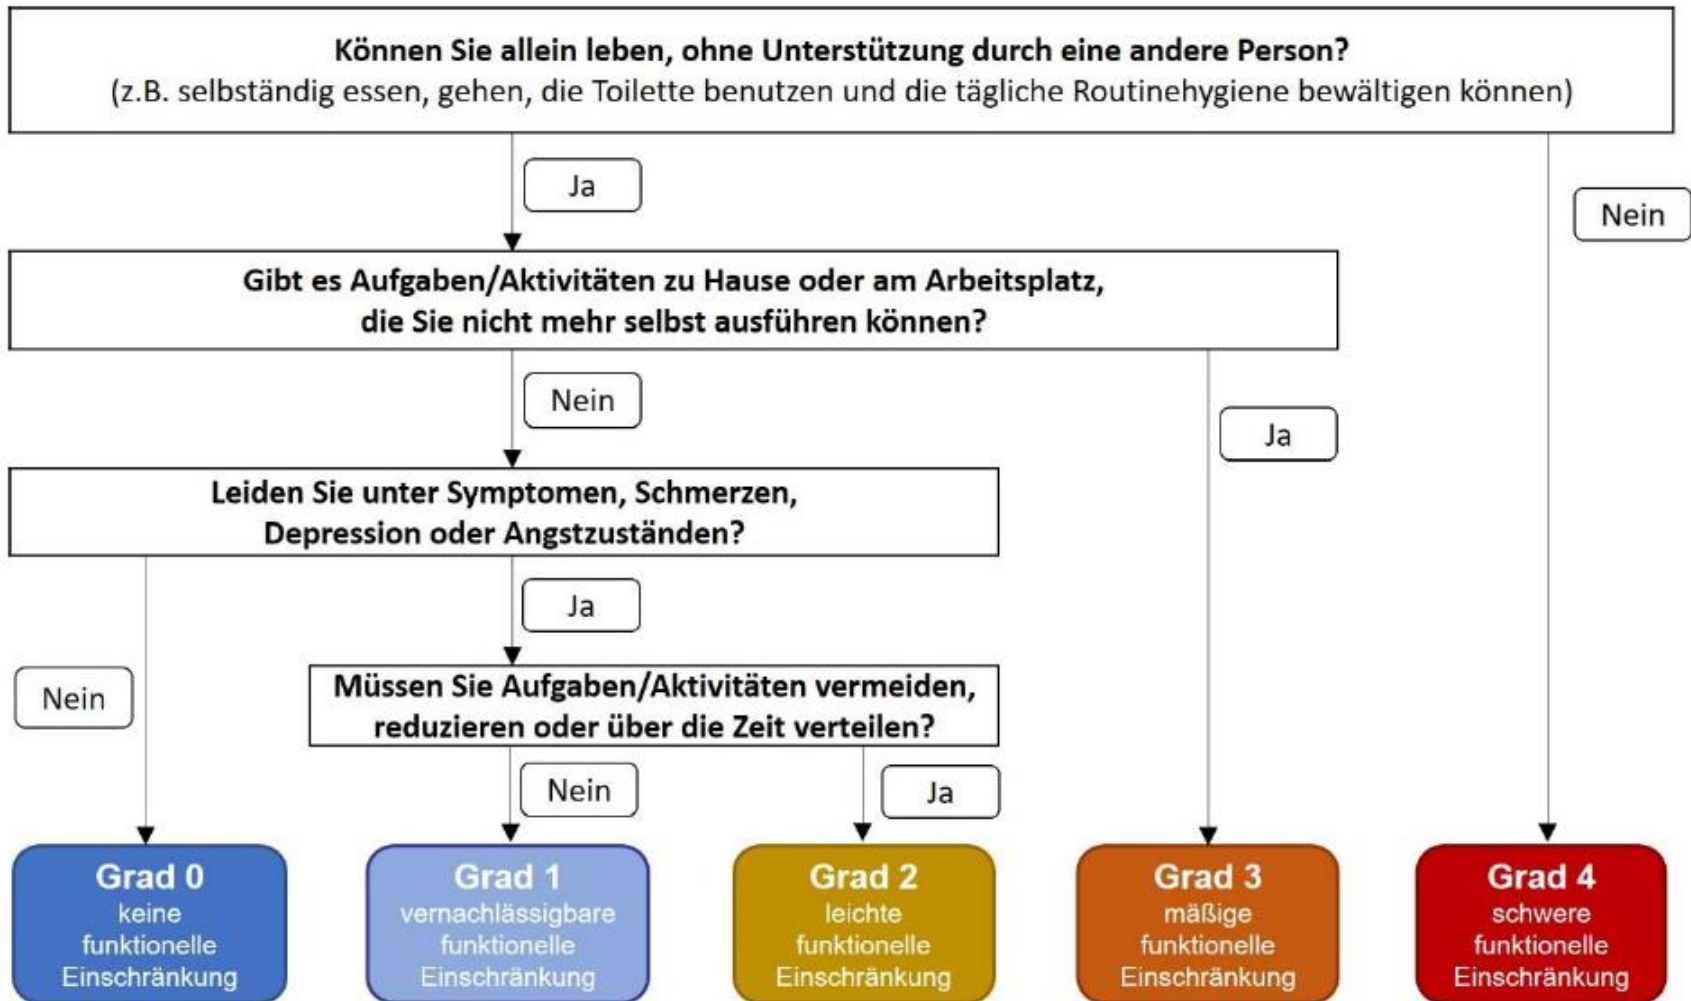 Können Sie allein leben, ohne Unterstützung durch eine andere Person?
(z.B. selbständig essen, gehen, die Toilette benutzen und die tägliche Routinehygiene bewältigen können)
Ja
Nein
Gibt es Aufgaben/Aktivitäten zu Hause oder am Arbeitsplatz,
die Sie nicht mehr selbst ausführen können?
Nein
Ja
Leiden Sie unter Symptomen, Schmerzen,
Depression oder Angstzuständen?
Ja
Nein
Müssen Sie Aufgaben/Aktivitäten vermeiden,
reduzieren oder über die Zeit verteilen?
Nein
Ja
Grad 0
keine
funktionelle
Einschränkung
Grad 1
vernachlässigbare
funktionelle
Einschränkung
Grad 2
leichte
funktionelle
Einschränkung
Grad 3
mäßige
funktionelle
Einschränkung
Grad 4
schwere
funktionelle
Einschränkung